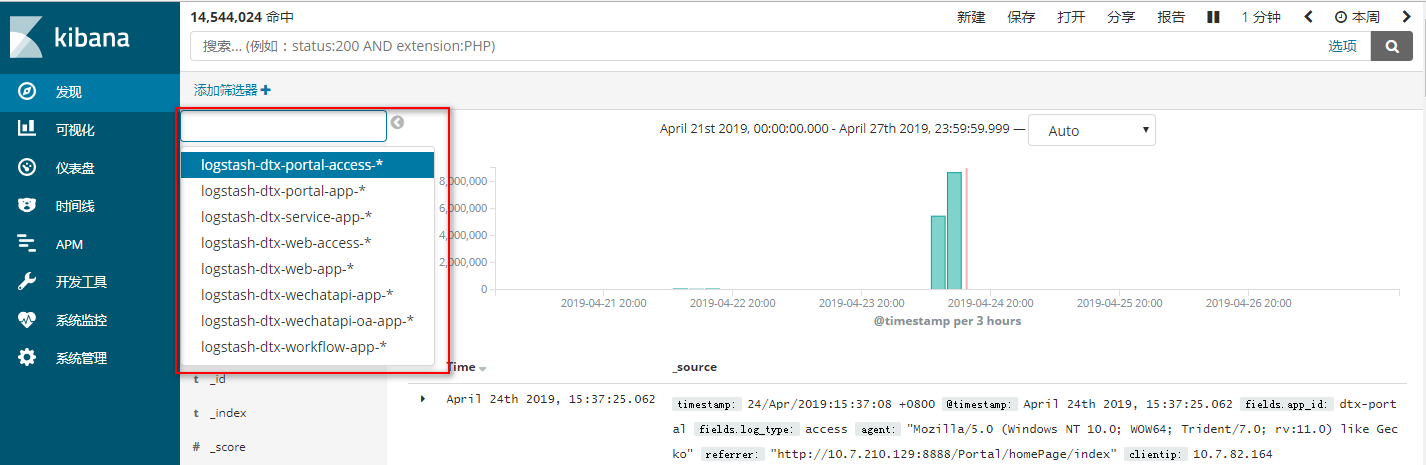 kibana
发现
可视化
仪表盘
时间线
APM
开发工具
系统监控
系统管理
14,544,024 命中
新建 保存 打开 分享 报告 1 分钟 本周
搜索... (例如：status:200 AND extension:PHP)
选项
添加筛选器
logstash-dtx-portal-access-*
logstash-dtx-portal-app-*
logstash-dtx-service-app-*
logstash-dtx-web-access-*
logstash-dtx-web-app-*
logstash-dtx-wechatapi-app-*
logstash-dtx-wechatapi-oa-app-*
logstash-dtx-workflow-app-*
t _id
t _index
# _score
April 21st 2019, 00:00:00.000 - April 27th 2019, 23:59:59.999 — Auto
8,000,000
6,000,000
4,000,000
2,000,000
0
2019-04-21 20:00 2019-04-22 20:00 2019-04-23 20:00 2019-04-24 20:00 2019-04-25 20:00 2019-04-26 20:00
@timestamp per 3 hours
Time _source
April 24th 2019, 15:37:25.062
timestamp: 24/Apr/2019:15:37:08 +0800 @timestamp: April 24th 2019, 15:37:25.062 fields.app_id: dtx-port
al fields.log_type: access agent: "Mozilla/5.0 (Windows NT 10.0; WOW64; Trident/7.0; rv:11.0) like Gec
ko" referrer: "http://10.7.210.129:8888/Portal/homePage/index" clientip: 10.7.82.164